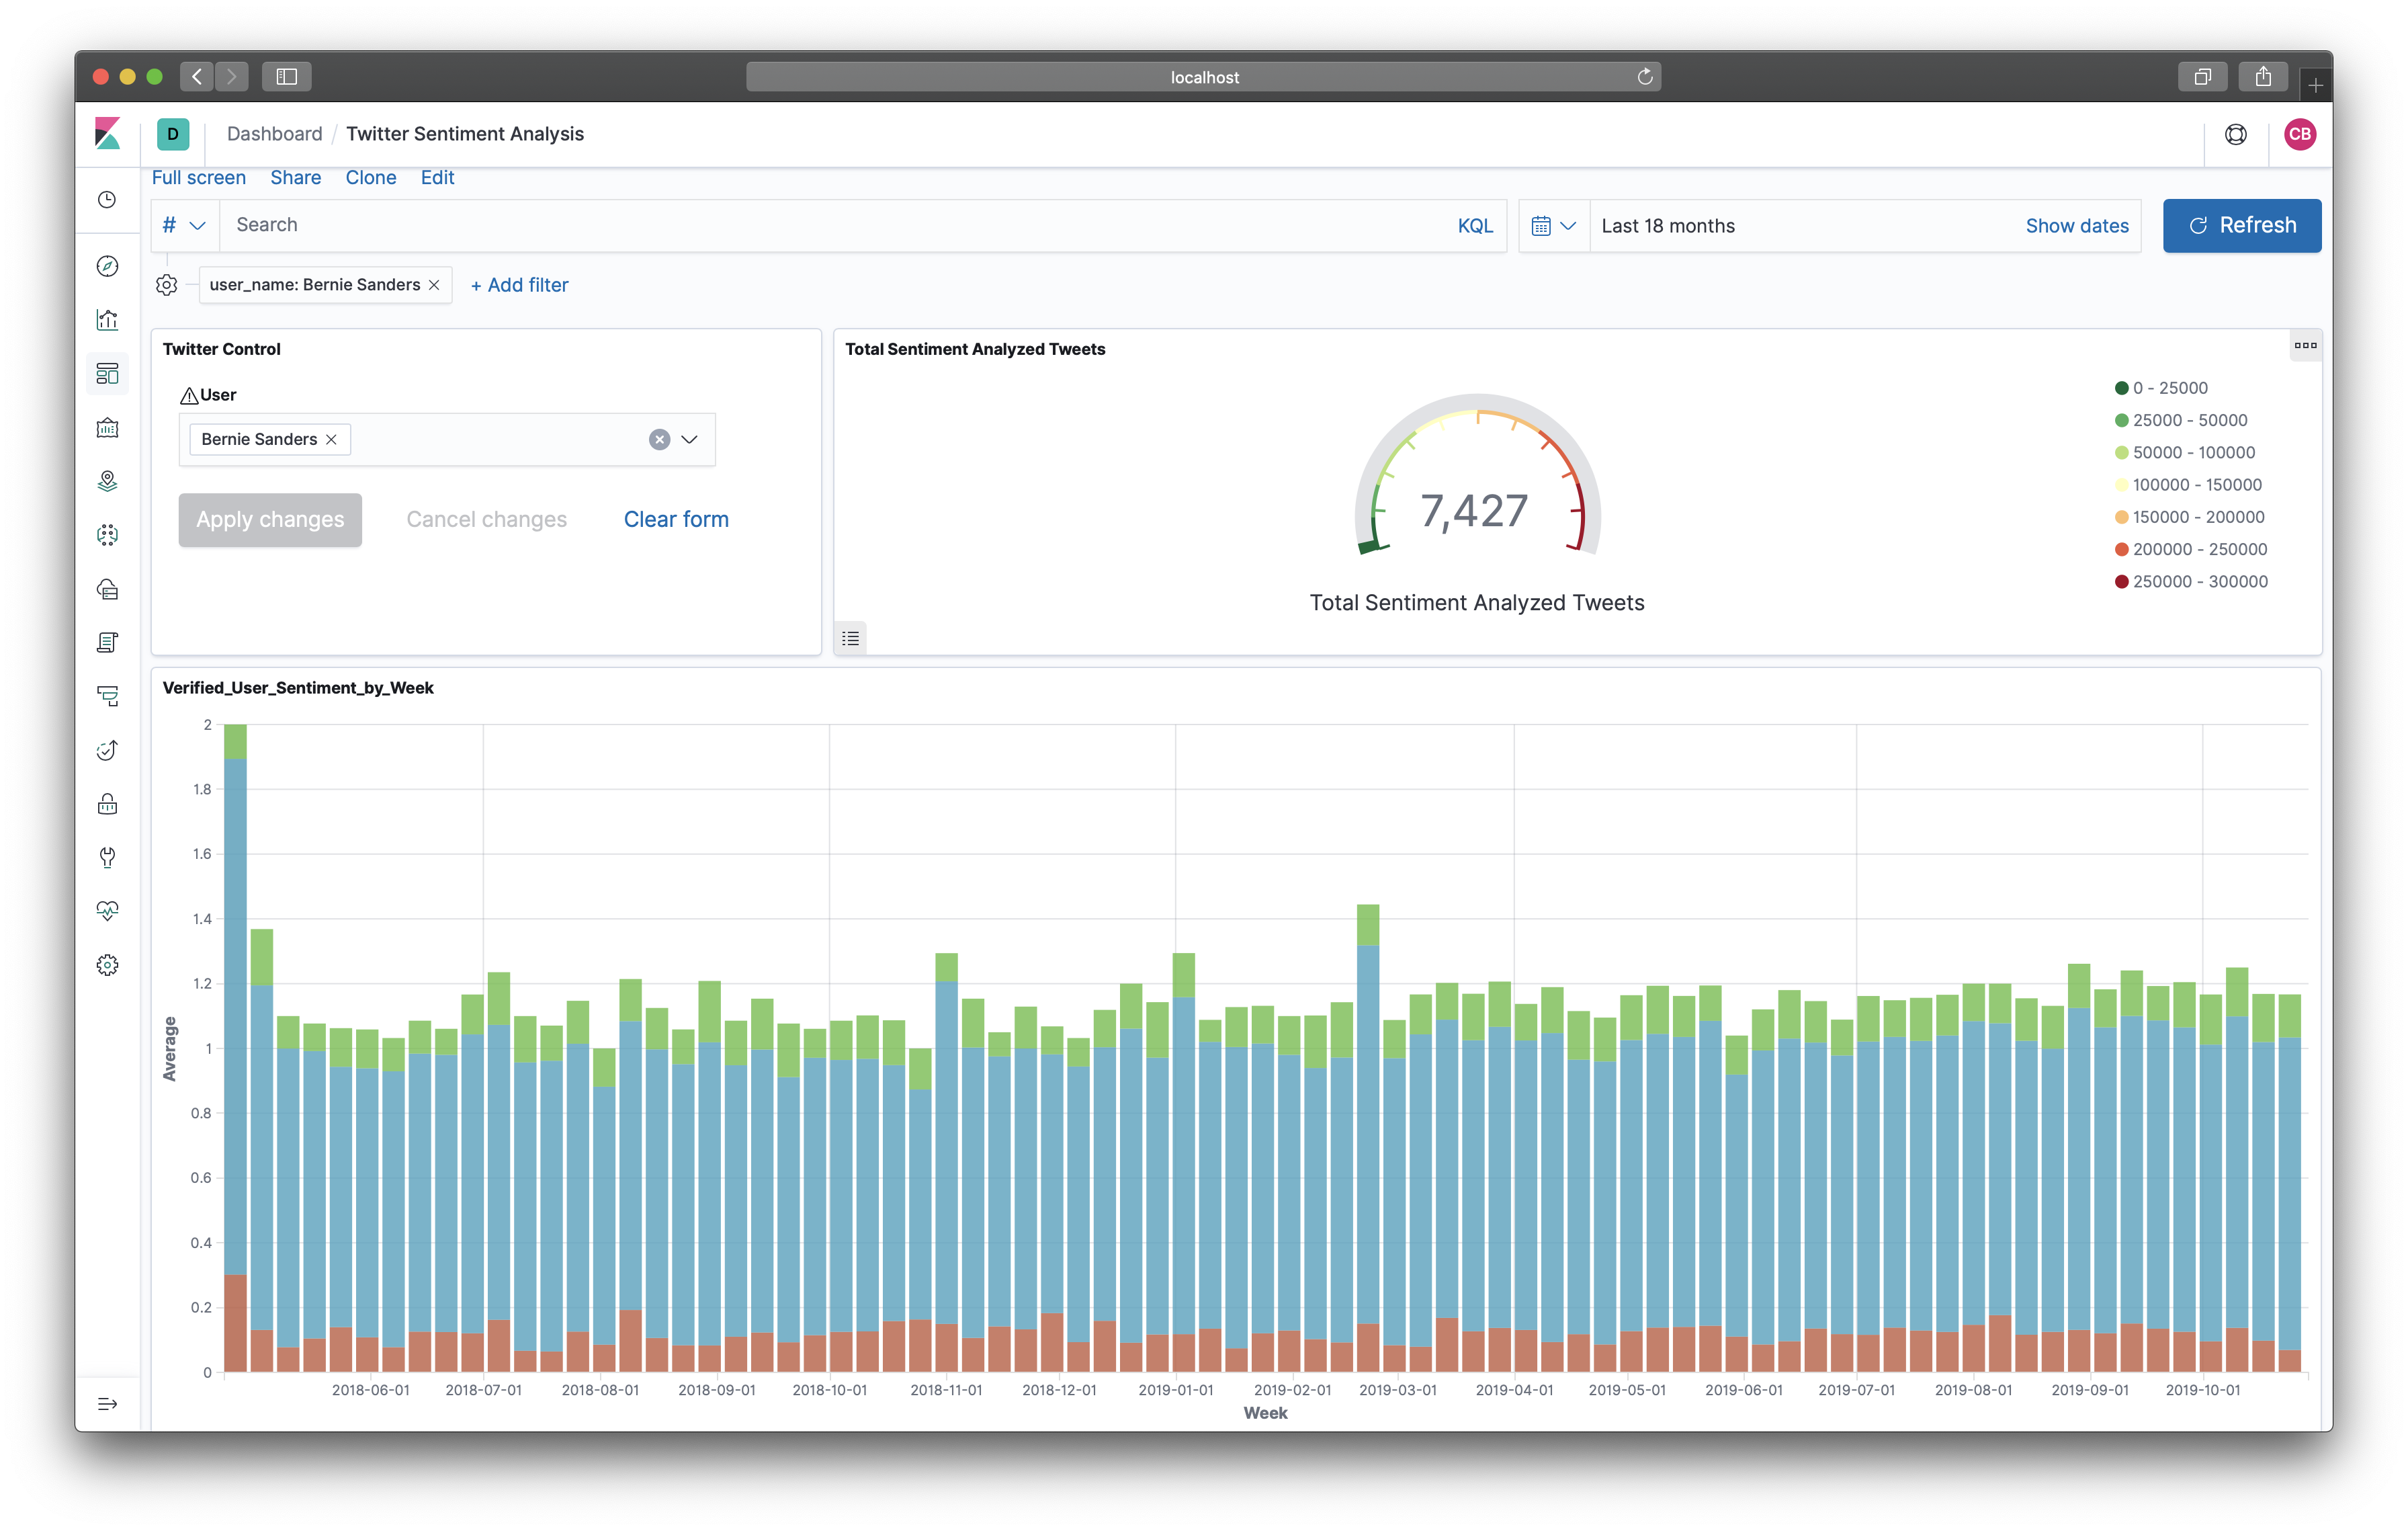 localhost
D
Dashboard / Twitter Sentiment Analysis
CB
Full screen Share Clone Edit
# Search KQL
Last 18 months Show dates
Refresh
user_name: Bernie Sanders × + Add filter
Twitter Control
User
Bernie Sanders ×
Apply changes Cancel changes Clear form
Total Sentiment Analyzed Tweets
7,427
Total Sentiment Analyzed Tweets
0 - 25000
25000 - 50000
50000 - 100000
100000 - 150000
150000 - 200000
200000 - 250000
250000 - 300000
Verified_User_Sentiment_by_Week
2
1.8
1.6
1.4
1.2
1
0.8
0.6
0.4
0.2
0
Average
2018-06-01 2018-07-01 2018-08-01 2018-09-01 2018-10-01 2018-11-01 2018-12-01 2019-01-01 2019-02-01 2019-03-01 2019-04-01 2019-05-01 2019-06-01 2019-07-01 2019-08-01 2019-09-01 2019-10-01
Week